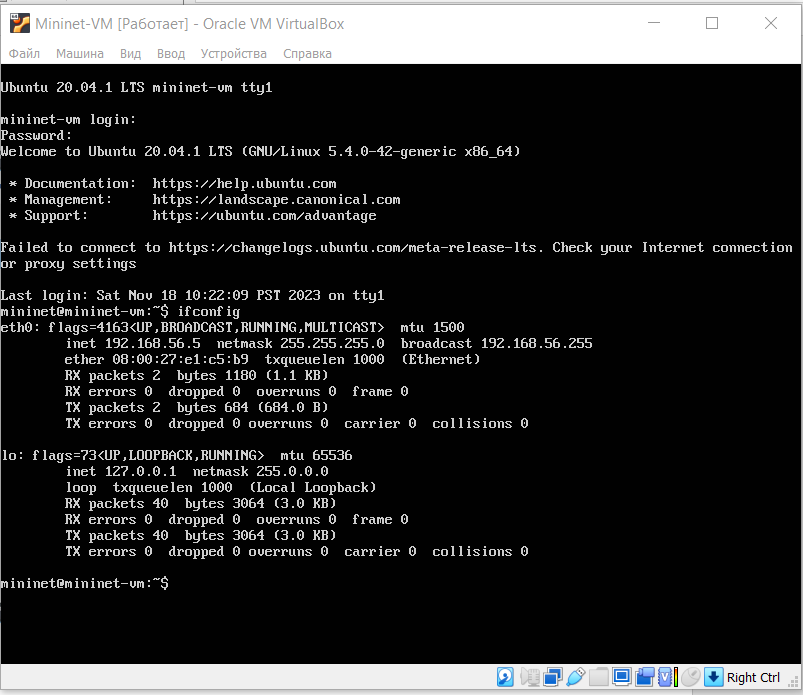 Mininet-VM [Работает] - Oracle VM VirtualBox
Файл Машина Вид Ввод Устройства Справка
Ubuntu 20.04.1 LTS mininet-vm tty1
mininet-vm login:
Password:
Welcome to Ubuntu 20.04.1 LTS (GNU/Linux 5.4.0-42-generic x86_64)
* Documentation:  https://help.ubuntu.com
* Management:     https://landscape.canonical.com
* Support:        https://ubuntu.com/advantage
Failed to connect to https://changelogs.ubuntu.com/meta-release-lts. Check your Internet connection
or proxy settings
Last login: Sat Nov 18 10:22:09 PST 2023 on tty1
mininet@mininet-vm:~$ ifconfig
eth0: flags=4163<UP,BROADCAST,RUNNING,MULTICAST>  mtu 1500
inet 192.168.56.5  netmask 255.255.255.0  broadcast 192.168.56.255
ether 08:00:27:e1:c5:b9  txqueuelen 1000  (Ethernet)
RX packets 2  bytes 1180 (1.1 KB)
RX errors 0  dropped 0  overruns 0  frame 0
TX packets 2  bytes 684 (684.0 B)
TX errors 0  dropped 0 overruns 0  carrier 0  collisions 0
lo: flags=73<UP,LOOPBACK,RUNNING>  mtu 65536
inet 127.0.0.1  netmask 255.0.0.0
loop  txqueuelen 1000  (Local Loopback)
RX packets 40  bytes 3064 (3.0 KB)
RX errors 0  dropped 0  overruns 0  frame 0
TX packets 40  bytes 3064 (3.0 KB)
TX errors 0  dropped 0 overruns 0  carrier 0  collisions 0
mininet@mininet-vm:~$
Right Ctrl